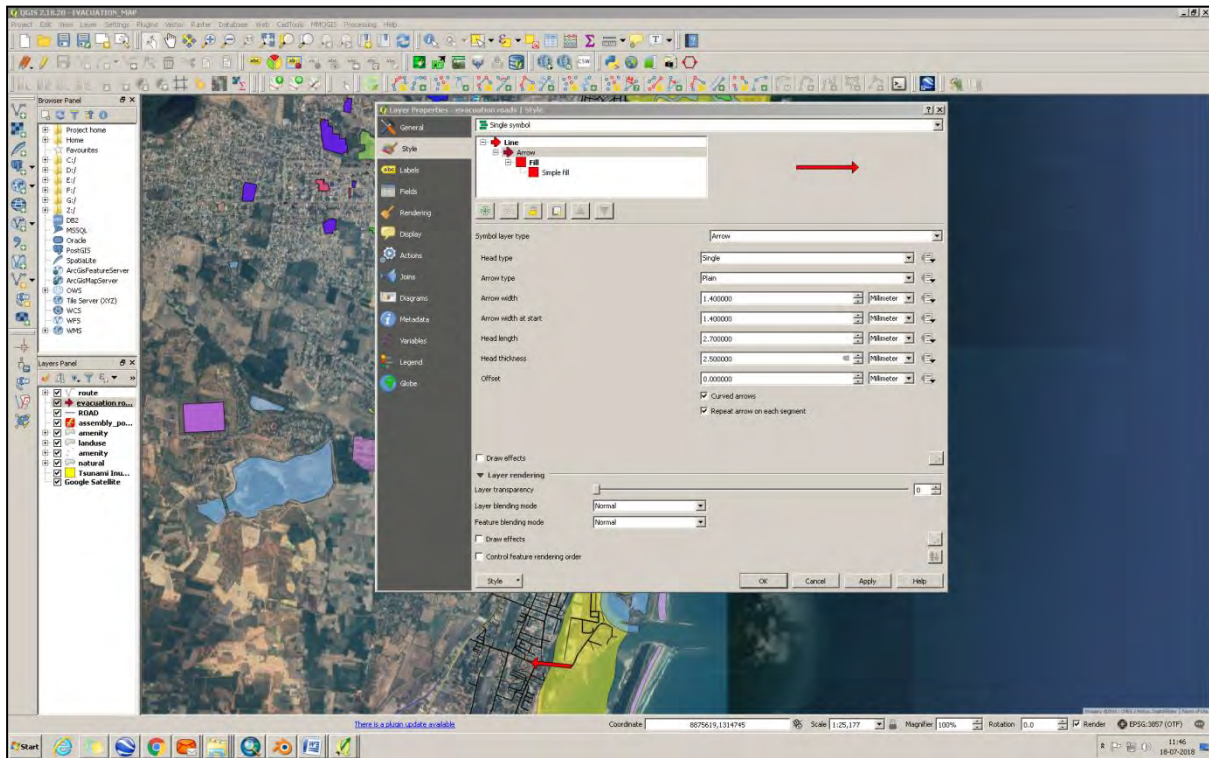 QGIS 2.18.20 - EVACUATION_MAP
Project Edit View Layer Settings Plugins Vector Raster Database Web CadTools MMQGIS Processing Help
CSW
Browser Panel
Project home
Home
Favourites
C:/
D:/
E:/
F:/
G:/
Z:/
DB2
MSSQL
Oracle
PostGIS
SpatiaLite
ArcGisFeatureServer
ArcGisMapServer
OWS
Tile Server (XYZ)
WCS
WFS
WMS
Layers Panel
route
evacuation ro...
ROAD
assembly_po...
amenity
landuse
amenity
natural
Tsunami Inu...
Google Satellite
Layer Properties - evacuation roads | Style
General
Style
Labels
Fields
Rendering
Display
Actions
Joins
Diagrams
Metadata
Variables
Legend
Globe
Single symbol
Line
Arrow
Fill
Simple fill
Symbol layer type Arrow
Head type Single
Arrow type Plain
Arrow width 1.400000 Millimeter
Arrow width at start 1.400000 Millimeter
Head length 2.700000 Millimeter
Head thickness 2.500000 Millimeter
Offset 0.000000 Millimeter
Curved arrows
Repeat arrow on each segment
Draw effects
Layer rendering
Layer transparency 0
Layer blending mode Normal
Feature blending mode Normal
Draw effects
Control feature rendering order
Style OK Cancel Apply Help
There is a plugin update available Coordinate 8875619,1314745 Scale 1:25,177 Magnifier 100% Rotation 0.0 Render EPSG:3857 (OTF)
Start 11:46
18-07-2018